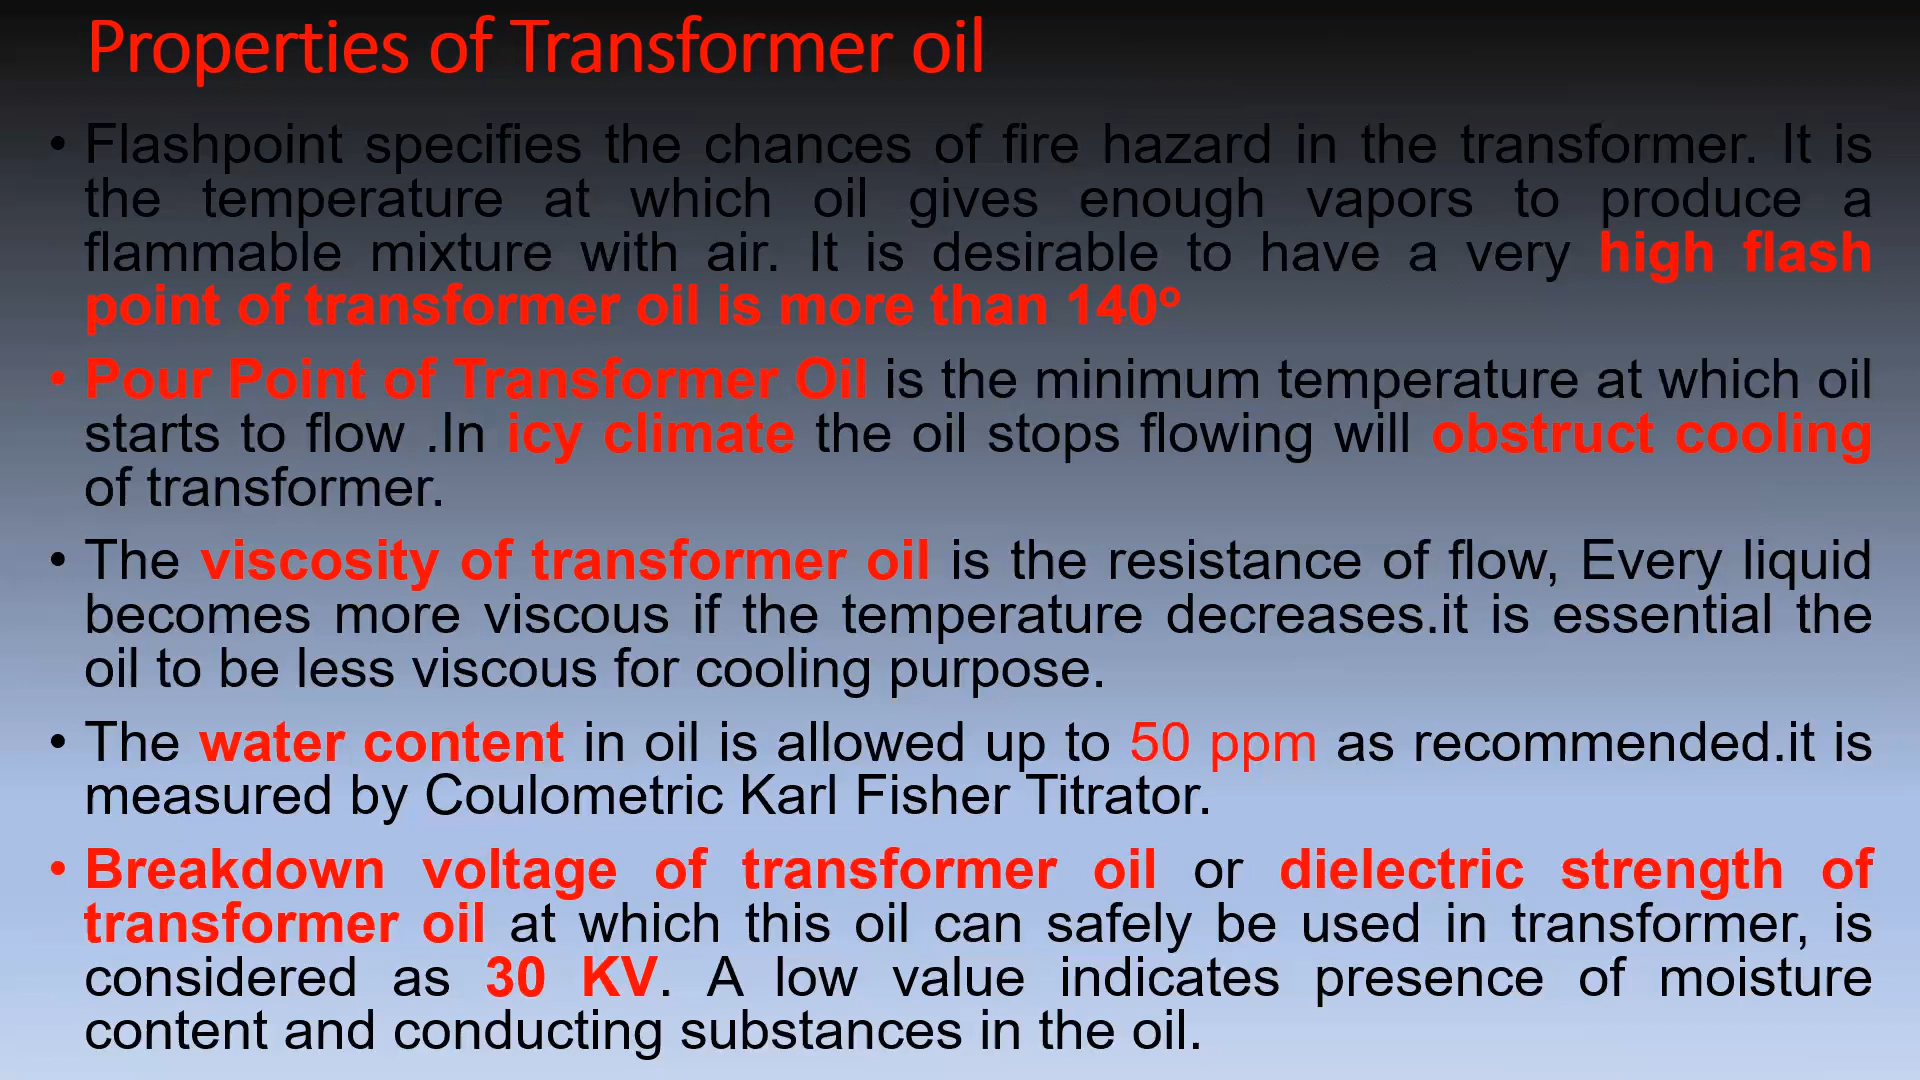 Properties of Transformer oil
• Flashpoint specifies the chances of fire hazard in the transformer. It is
the temperature at which oil gives enough vapors to produce a
flammable mixture with air. It is desirable to have a very high flash
point of transformer oil is more than 140º
• Pour Point of Transformer Oil is the minimum temperature at which oil
starts to flow .In icy climate the oil stops flowing will obstruct cooling
of transformer.
• The viscosity of transformer oil is the resistance of flow, Every liquid
becomes more viscous if the temperature decreases.it is essential the
oil to be less viscous for cooling purpose.
• The water content in oil is allowed up to 50 ppm as recommended.it is
measured by Coulometric Karl Fisher Titrator.
• Breakdown voltage of transformer oil or dielectric strength of
transformer oil at which this oil can safely be used in transformer, is
considered as 30 KV. A low value indicates presence of moisture
content and conducting substances in the oil.